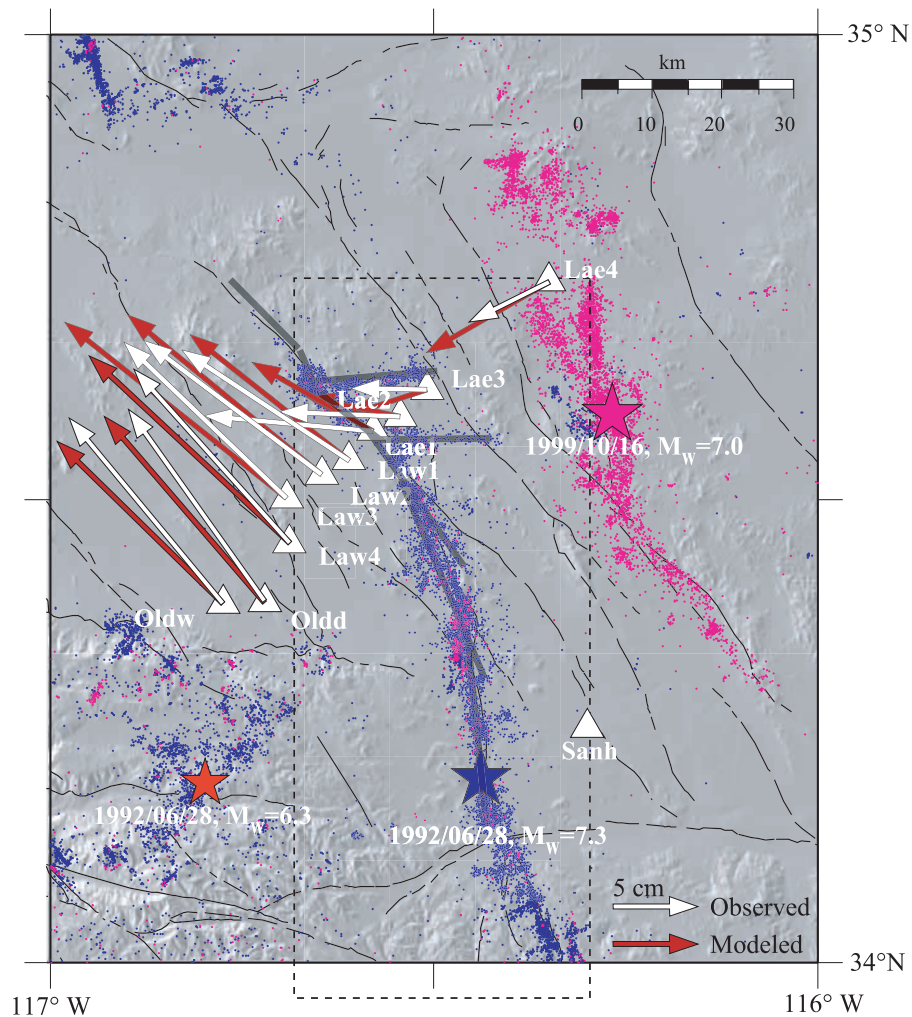 35° N
km
0 10 20 30
Lae4
Lae3
Lae2
1999/10/16, MW=7.0
Lae1
Law1
Law2
Law3
Law4
Oldw
Oldd
Sanh
1992/06/28, MW=6.3
1992/06/28, MW=7.3
5 cm
Observed
Modeled
34°N
117° W
116° W